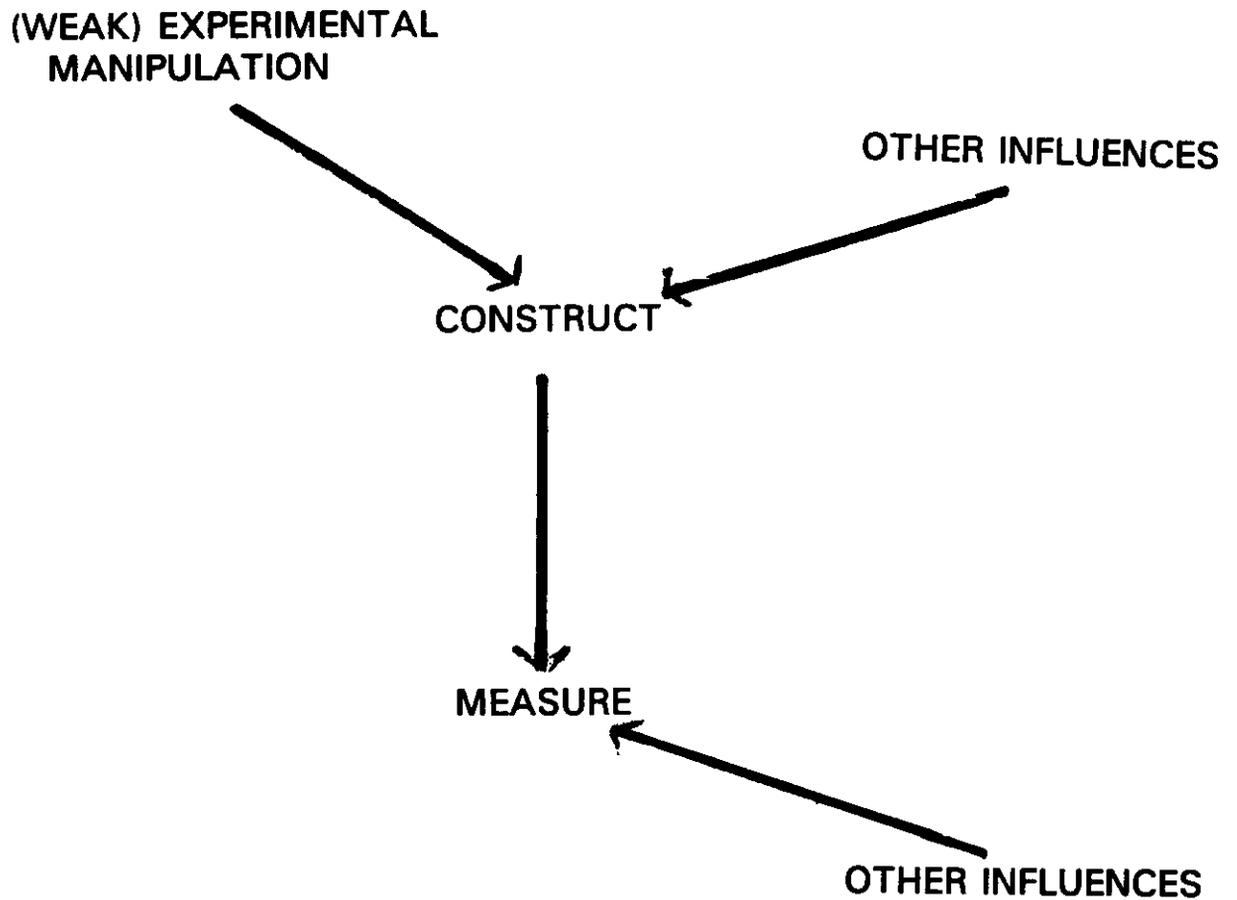 (WEAK) EXPERIMENTAL
MANIPULATION
OTHER INFLUENCES
CONSTRUCT
MEASURE
OTHER INFLUENCES